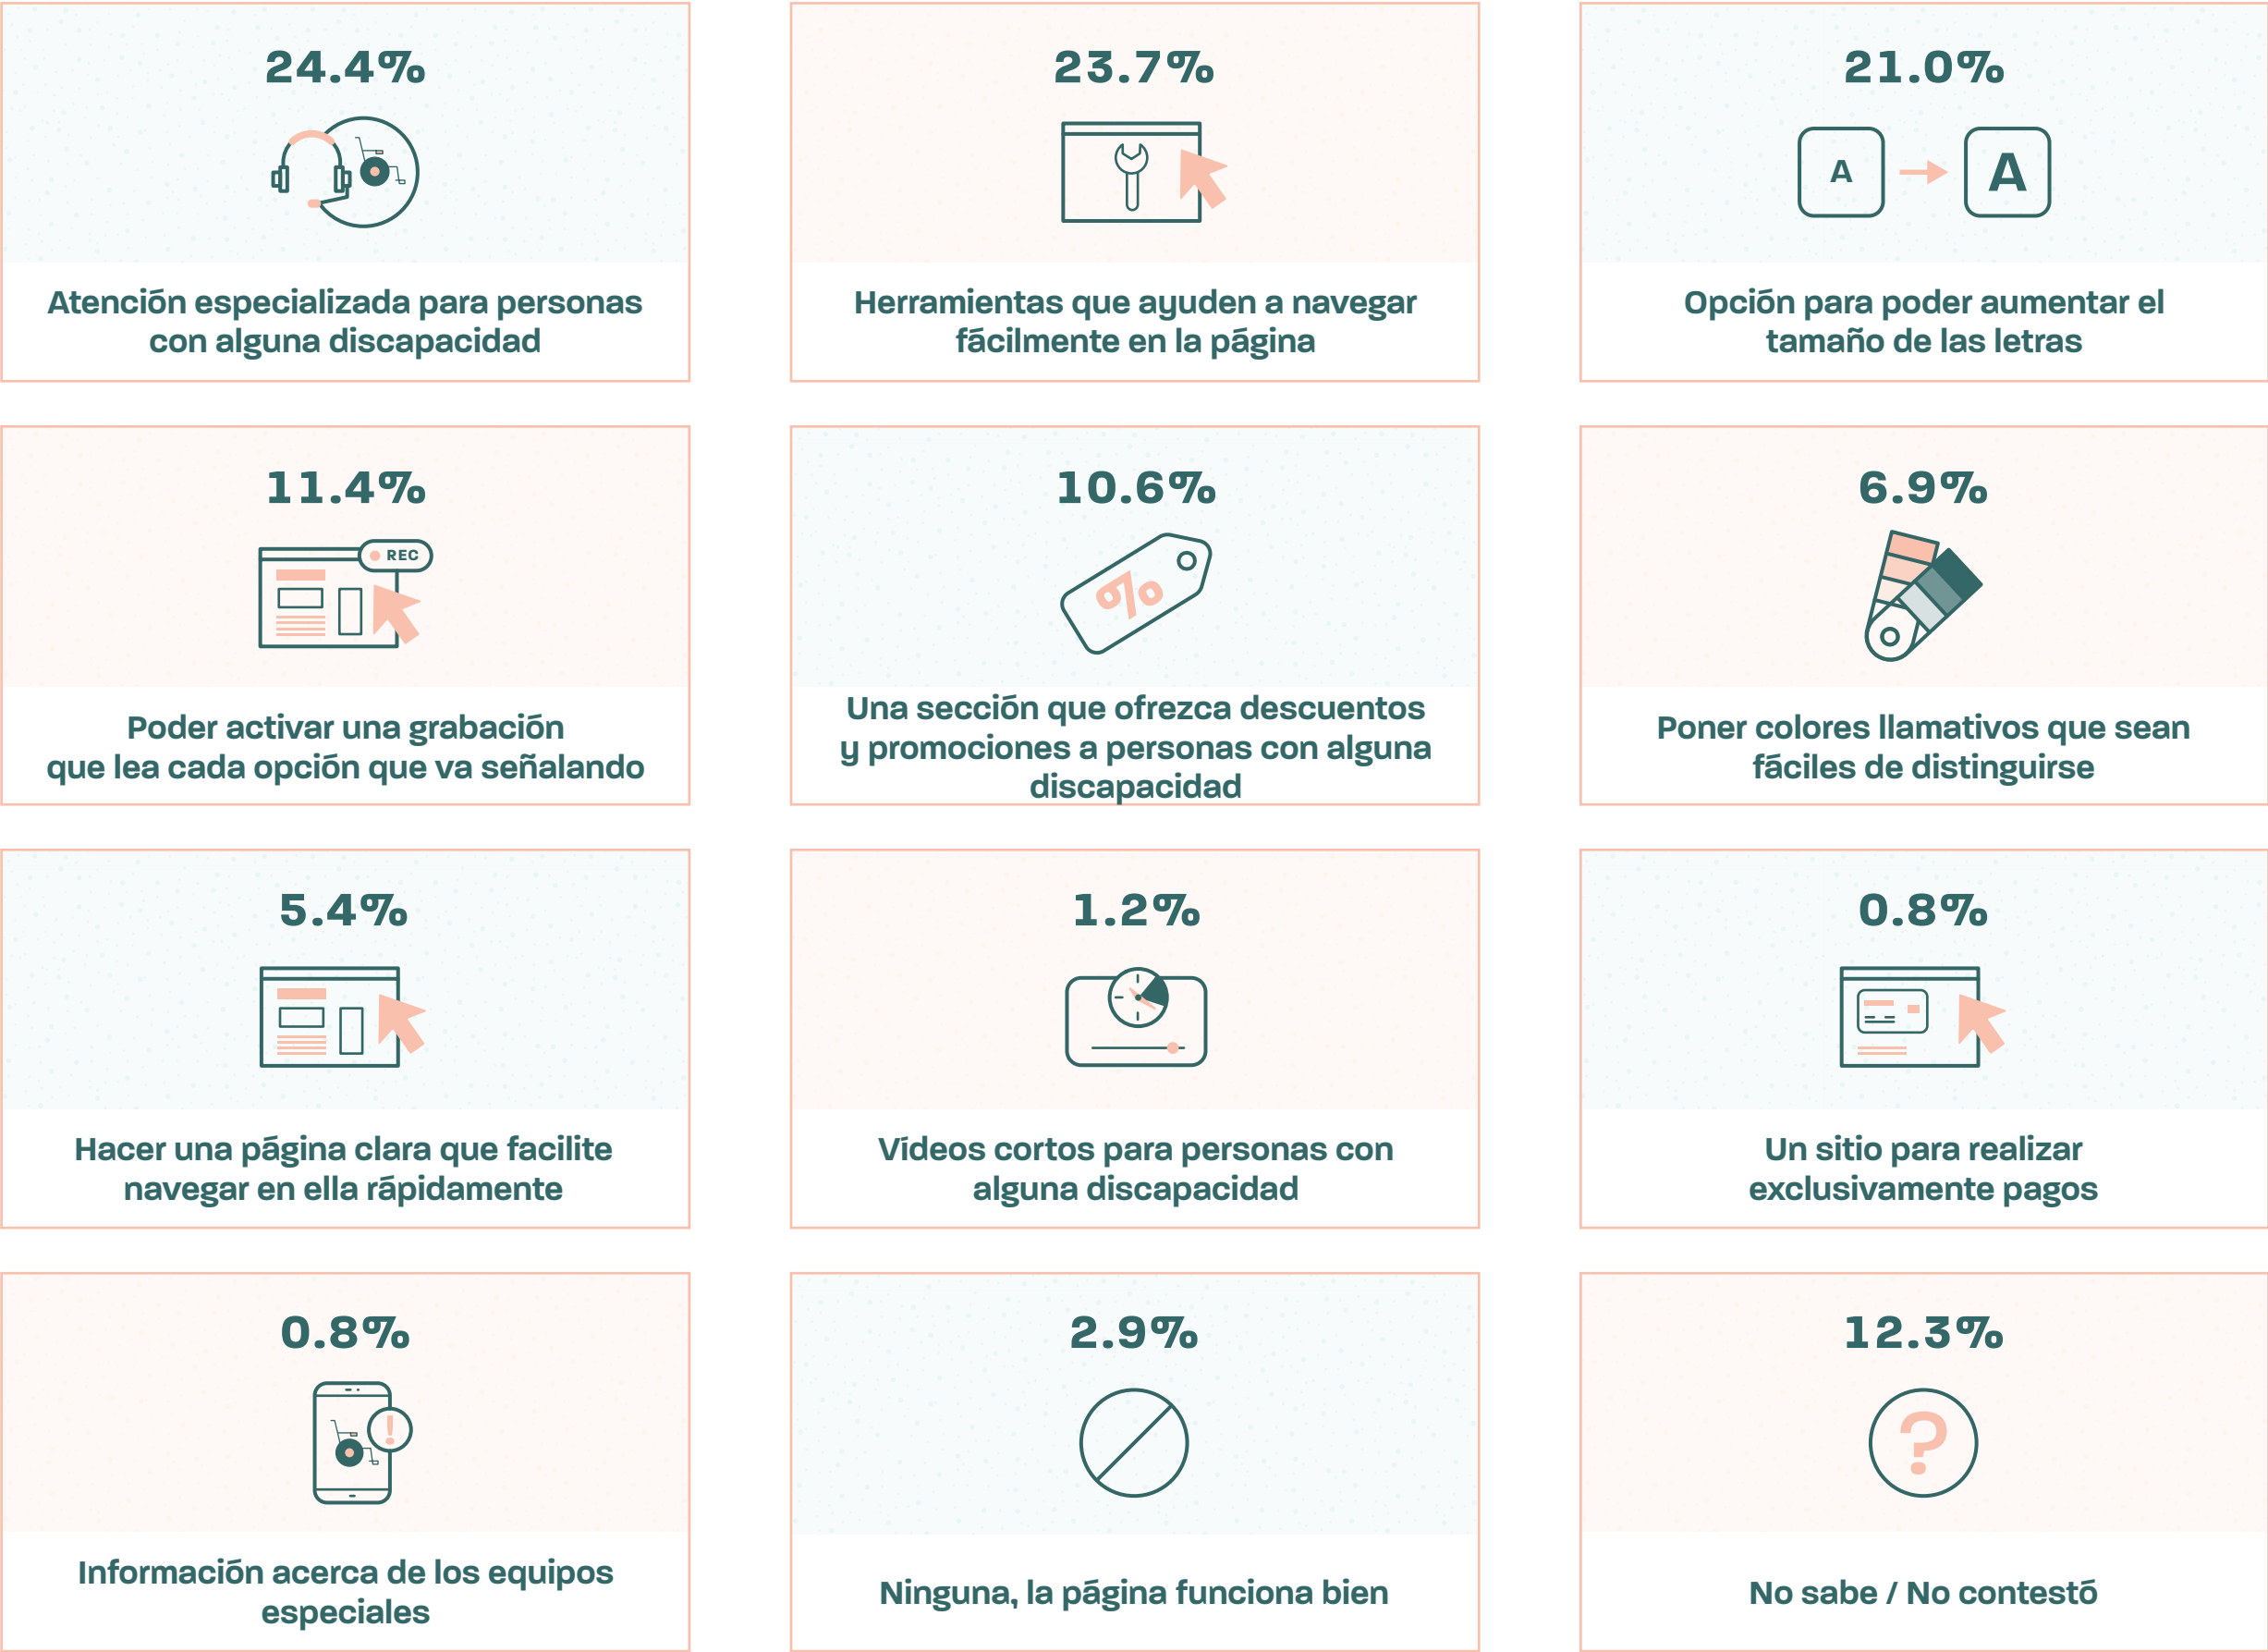 24.4%
Atención especializada para personas
con alguna discapacidad
23.7%
Herramientas que ayuden a navegar
fácilmente en la página
21.0%
A
A
Opción para poder aumentar el
tamaño de las letras
11.4%
REC
Poder activar una grabación
que lea cada opción que va señalando
10.6%
%
Una sección que ofrezca descuentos
y promociones a personas con alguna
discapacidad
6.9%
Poner colores llamativos que sean
fáciles de distinguirse
5.4%
Hacer una página clara que facilite
navegar en ella rápidamente
1.2%
Vídeos cortos para personas con
alguna discapacidad
0.8%
Un sitio para realizar
exclusivamente pagos
0.8%
!
Información acerca de los equipos
especiales
2.9%
Ninguna, la página funciona bien
12.3%
?
No sabe / No contestó